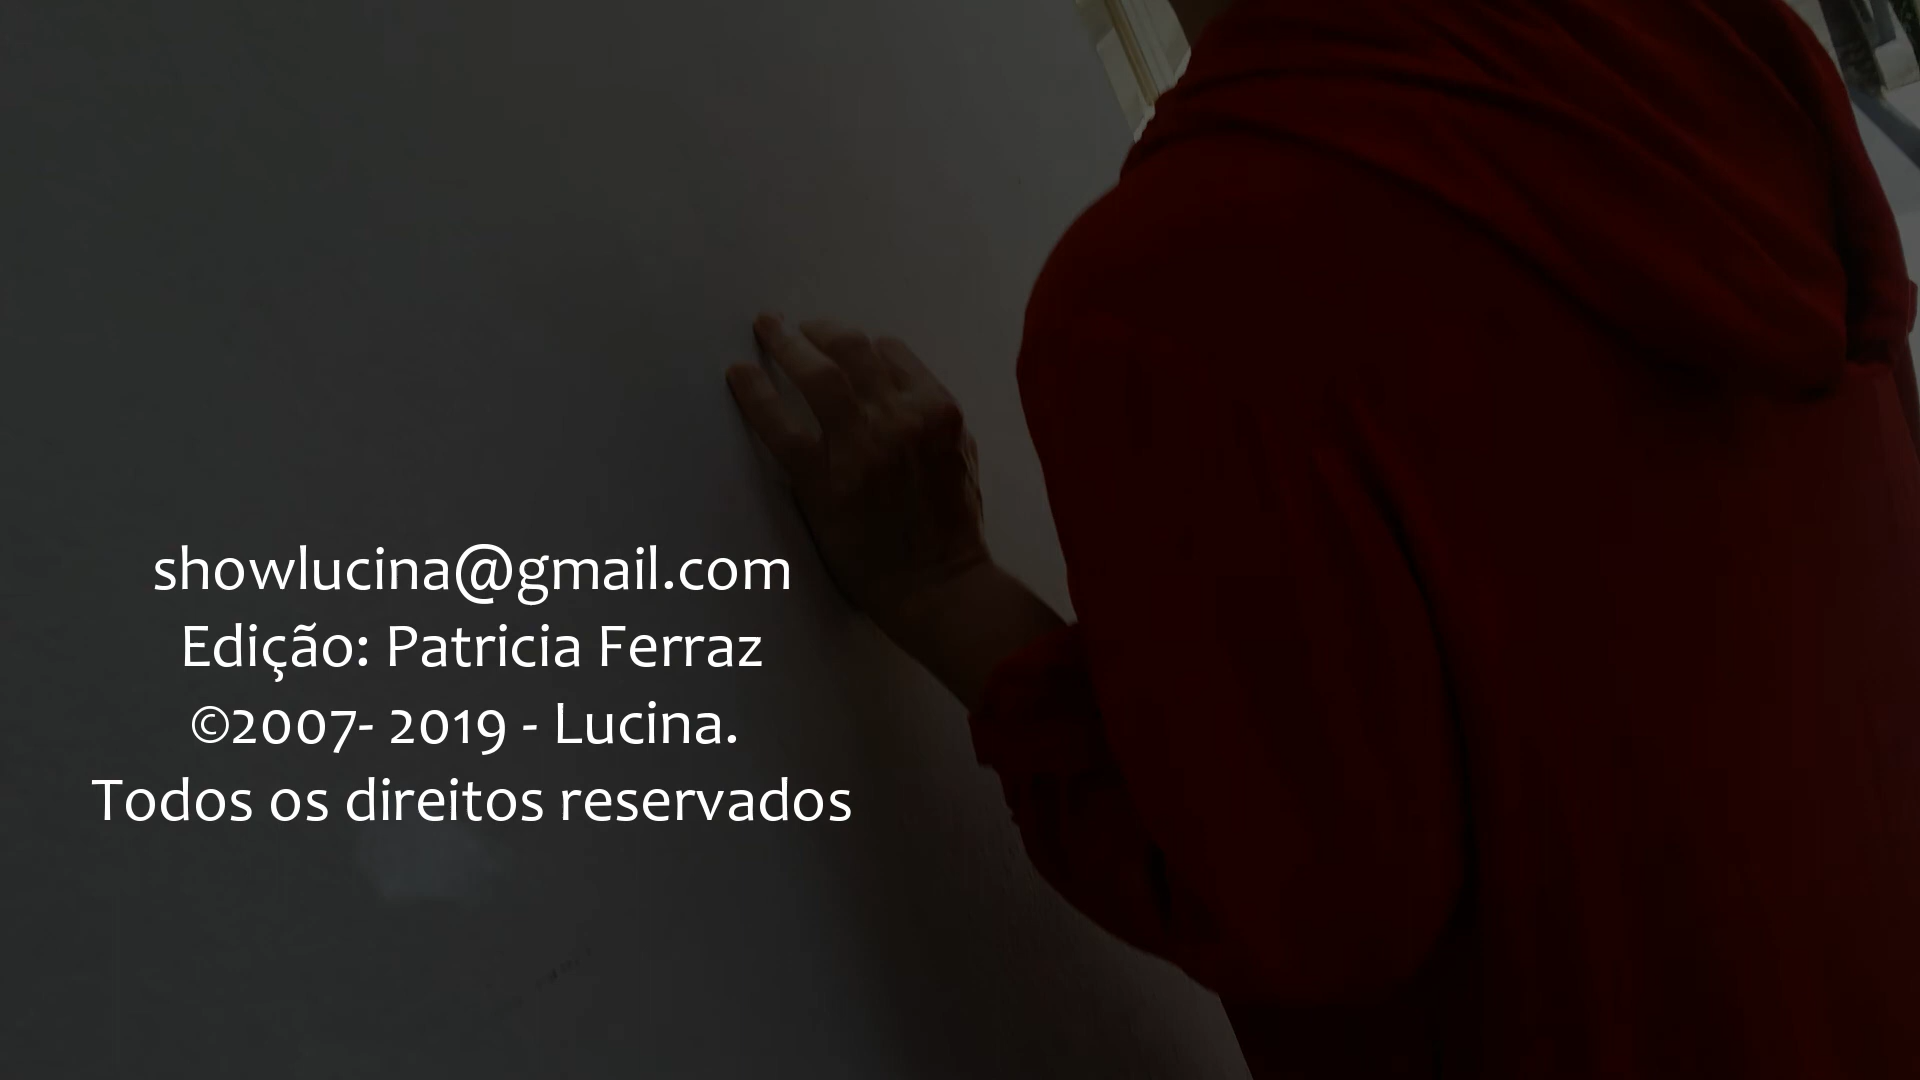 showlucina@gmail.com
Edição: Patricia Ferraz
©2007- 2019 - Lucina.
Todos os direitos reservados